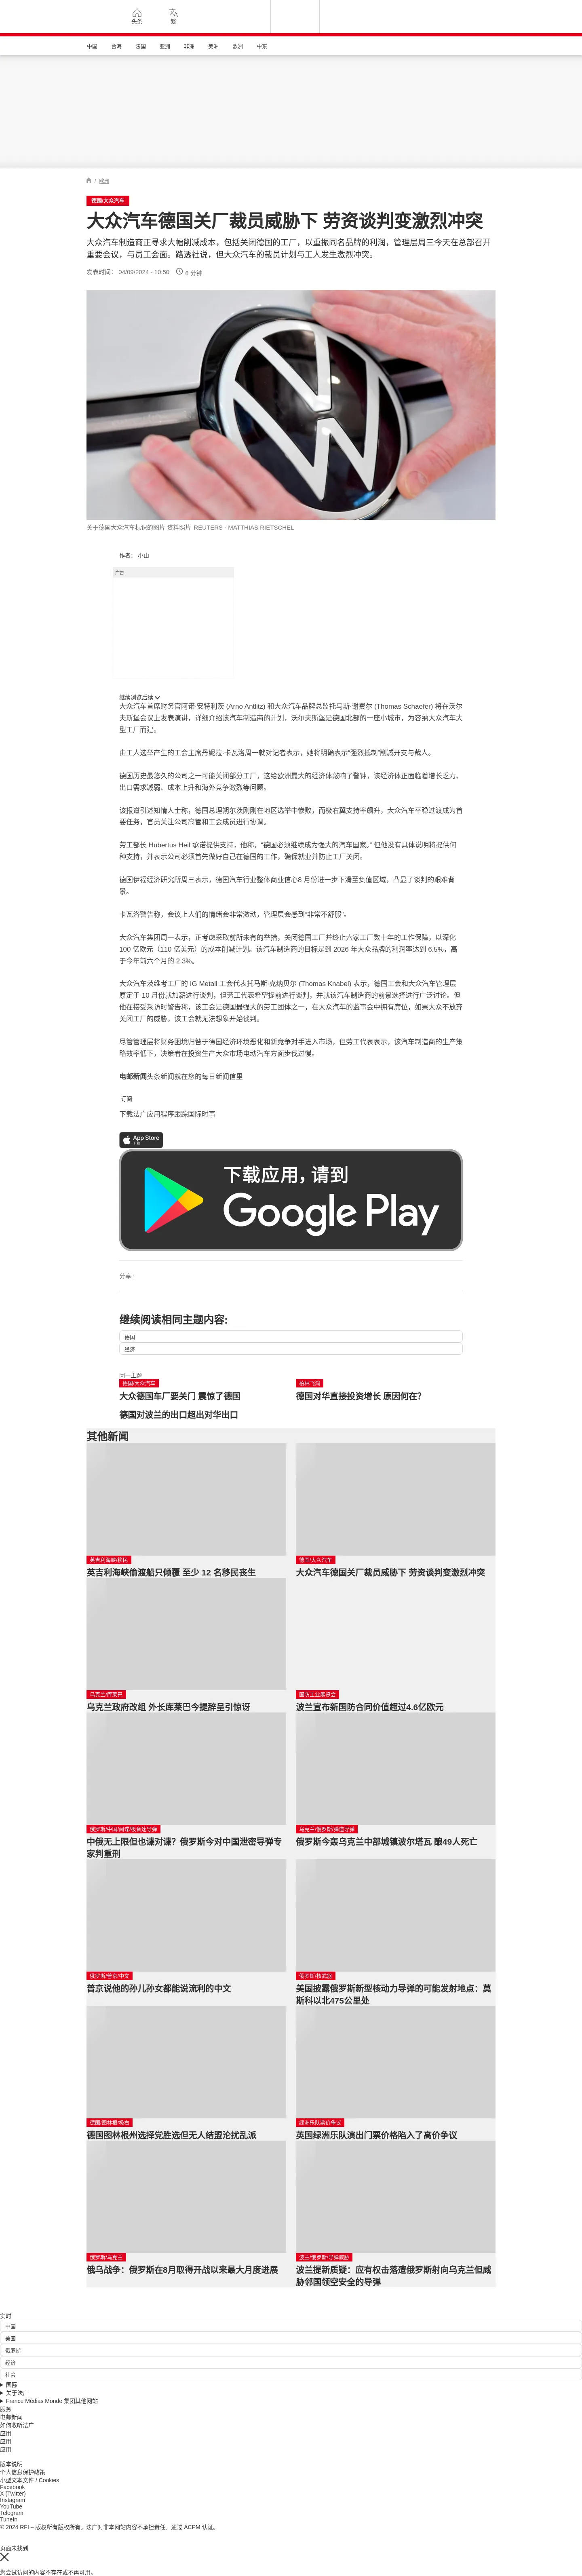 头条
繁
中国
台海
法国
亚洲
非洲
美洲
欧洲
中东
/ 欧洲
德国/大众汽车
大众汽车德国关厂裁员威胁下 劳资谈判变激烈冲突
大众汽车制造商正寻求大幅削减成本，包括关闭德国的工厂，以重振同名品牌的利润，管理层周三今天在总部召开
重要会议，与员工会面。路透社说，但大众汽车的裁员计划与工人发生激烈冲突。
发表时间： 04/09/2024 - 10:50
6 分钟
关于德国大众汽车标识的图片 资料照片 REUTERS - MATTHIAS RIETSCHEL
作者： 小山
广告
继续浏览后续
大众汽车首席财务官阿诺·安特利茨 (Arno Antlitz) 和大众汽车品牌总监托马斯·谢费尔 (Thomas Schaefer) 将在沃尔
夫斯堡会议上发表演讲，详细介绍该汽车制造商的计划，沃尔夫斯堡是德国北部的一座小城市，为容纳大众汽车大
型工厂而建。
由工人选举产生的工会主席丹妮拉·卡瓦洛周一就对记者表示，她将明确表示“强烈抵制”削减开支与裁人。
德国历史最悠久的公司之一可能关闭部分工厂，这给欧洲最大的经济体敲响了警钟，该经济体正面临着增长乏力、
出口需求减弱、成本上升和海外竞争激烈等问题。
该报道引述知情人士称，德国总理朔尔茨刚刚在地区选举中惨败，而极右翼支持率飙升，大众汽车平稳过渡成为首
要任务，官员关注公司高管和工会成员进行协调。
劳工部长 Hubertus Heil 承诺提供支持，他称，“德国必须继续成为强大的汽车国家。” 但他没有具体说明将提供何
种支持，并表示公司必须首先做好自己在德国的工作，确保就业并防止工厂关闭。
德国伊福经济研究所周三表示，德国汽车行业整体商业信心8 月份进一步下滑至负值区域，凸显了谈判的艰难背
景。
卡瓦洛警告称，会议上人们的情绪会非常激动，管理层会感到“非常不舒服”。
大众汽车集团周一表示，正考虑采取前所未有的举措，关闭德国工厂并终止六家工厂数十年的工作保障，以深化
100 亿欧元（110 亿美元）的成本削减计划。该汽车制造商的目标是到 2026 年大众品牌的利润率达到 6.5%，高
于今年前六个月的 2.3%。
大众汽车茨维考工厂的 IG Metall 工会代表托马斯·克纳贝尔 (Thomas Knabel) 表示，德国工会和大众汽车管理层
原定于 10 月份就加薪进行谈判，但劳工代表希望提前进行谈判，并就该汽车制造商的前景选择进行广泛讨论。但
他在接受采访时警告称，该工会是德国最强大的劳工团体之一，在大众汽车的监事会中拥有席位，如果大众不放弃
关闭工厂的威胁，该工会就无法想象开始谈判。
尽管管理层将财务困境归咎于德国经济环境恶化和新竞争对手进入市场，但劳工代表表示，该汽车制造商的生产策
略效率低下，决策者在投资生产大众市场电动汽车方面步伐过慢。
电邮新闻头条新闻就在您的每日新闻信里
订阅
下载法广应用程序跟踪国际时事
App Store
下载
下载应用，请到
Google Play
分享 :
继续阅读相同主题内容:
德国
经济
同一主题
德国/大众汽车
大众德国车厂要关门 震惊了德国
柏林飞鸿
德国对华直接投资增长 原因何在？
德国对波兰的出口超出对华出口
其他新闻
英吉利海峡/移民
英吉利海峡偷渡船只倾覆 至少 12 名移民丧生
德国/大众汽车
大众汽车德国关厂裁员威胁下 劳资谈判变激烈冲突
乌克兰/库莱巴
乌克兰政府改组 外长库莱巴今提辞呈引惊讶
国防工业展览会
波兰宣布新国防合同价值超过4.6亿欧元
俄罗斯/中国/间谍/极音速导弹
中俄无上限但也谍对谍？俄罗斯今对中国泄密导弹专
家判重刑
乌克兰/俄罗斯/弹道导弹
俄罗斯今轰乌克兰中部城镇波尔塔瓦 酿49人死亡
俄罗斯/普京/中文
普京说他的孙儿孙女都能说流利的中文
俄罗斯/核武器
美国披露俄罗斯新型核动力导弹的可能发射地点：莫
斯科以北475公里处
德国/图林根/极右
德国图林根州选择党胜选但无人结盟沦扰乱派
绿洲乐队票价争议
英国绿洲乐队演出门票价格陷入了高价争议
俄罗斯/乌克兰
俄乌战争：俄罗斯在8月取得开战以来最大月度进展
波兰/俄罗斯/导弹威胁
波兰提新质疑：应有权击落遭俄罗斯射向乌克兰但威
胁邻国领空安全的导弹
实时
中国
美国
俄罗斯
经济
社会
国际
关于法广
France Médias Monde 集团其他网站
服务
电邮新闻
如何收听法广
应用
应用
应用
版本说明
个人信息保护政策
小型文本文件 / Cookies
Facebook
X (Twitter)
Instagram
YouTube
Telegram
TuneIn
© 2024 RFI – 版权所有版权所有。法广对非本网站内容不承担责任。通过 ACPM 认证。
页面未找到
您尝试访问的内容不存在或不再可用。